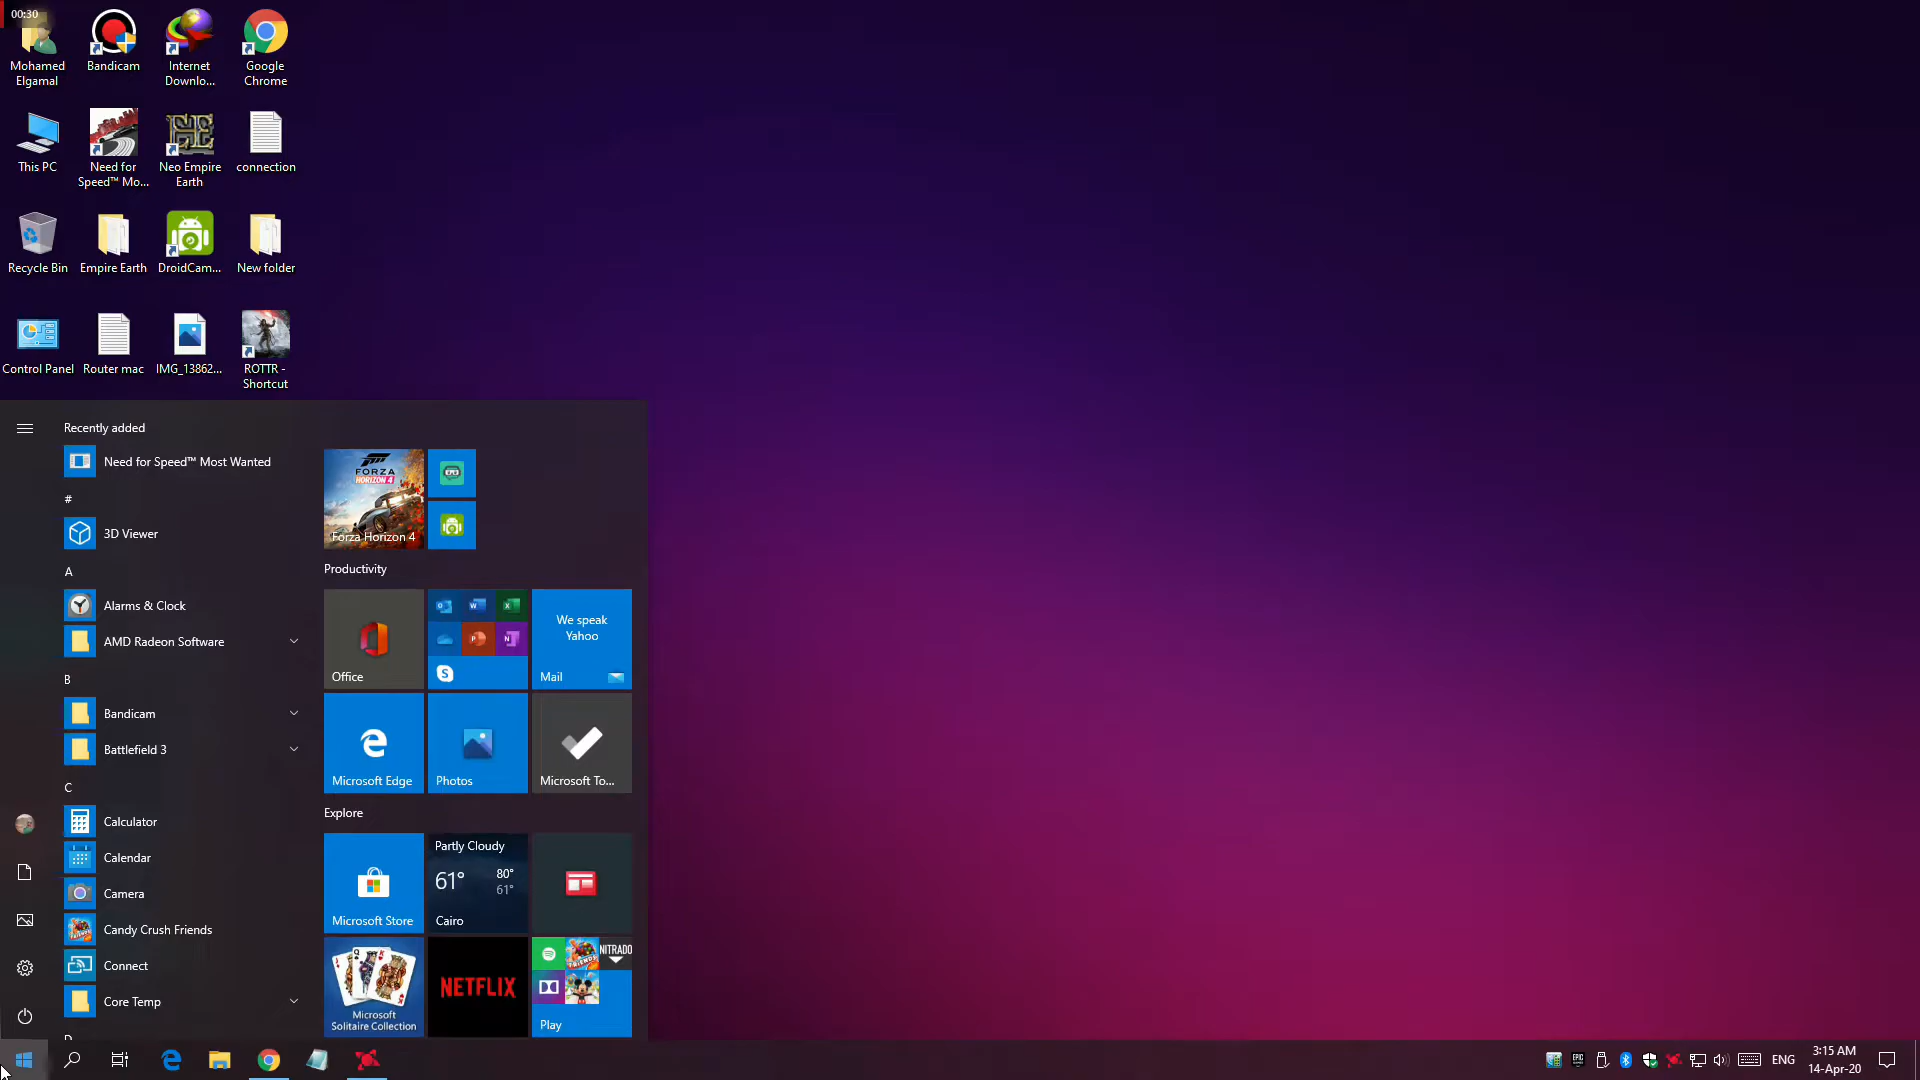 00:30
Mohamed
Elgamal
Bandicam
Internet
Downlo...
Google
Chrome
This PC
Need for
Speed™ Mo...
Neo Empire
Earth
connection
Recycle Bin
Empire Earth
DroidCam...
New folder
Control Panel
Router mac
IMG_13862...
ROTTR -
Shortcut
Recently added
Need for Speed™ Most Wanted
#
3D Viewer
A
Alarms & Clock
AMD Radeon Software
B
Bandicam
Battlefield 3
C
Calculator
Calendar
Camera
Candy Crush Friends
Connect
Core Temp
FORZA
HORIZON 4
Forza Horizon 4
Productivity
Office
We speak
Yahoo
Mail
Microsoft Edge
Photos
Microsoft To...
Explore
Microsoft Store
Partly Cloudy
61°
80°
61°
Cairo
Microsoft
Solitaire Collection
NETFLIX
NITRADO
Play
EPIC
ENG
3:15 AM
14-Apr-20